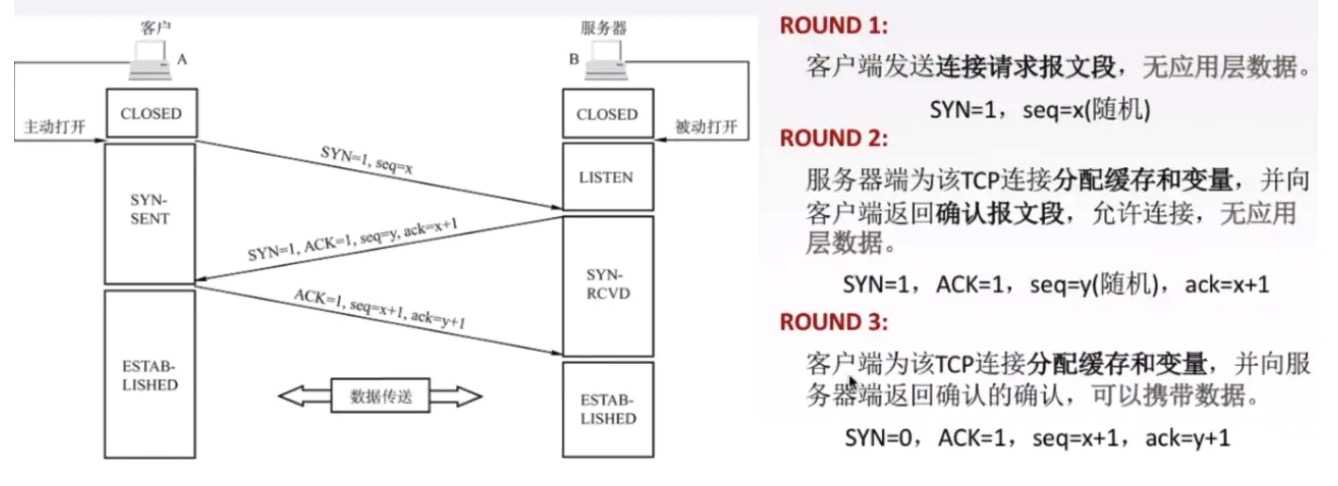 客户
服务器
A
B
CLOSED
CLOSED
主动打开
被动打开
SYN=1, seq=x
LISTEN
SYN-
SENT
SYN=1, ACK=1, seq=y, ack=x+1
SYN-
RCVD
ACK=1, seq=x+1, ack=y+1
ESTAB-
LISHED
数据传送
ESTAB-
LISHED
ROUND 1:
客户端发送连接请求报文段，无应用层数据。
SYN=1，seq=x(随机)
ROUND 2:
服务器端为该TCP连接分配缓存和变量，并向
客户端返回确认报文段，允许连接，无应用
层数据。
SYN=1，ACK=1，seq=y(随机)，ack=x+1
ROUND 3:
客户端为该TCP连接分配缓存和变量，并向服
务器端返回确认的确认，可以携带数据。
SYN=0，ACK=1，seq=x+1，ack=y+1